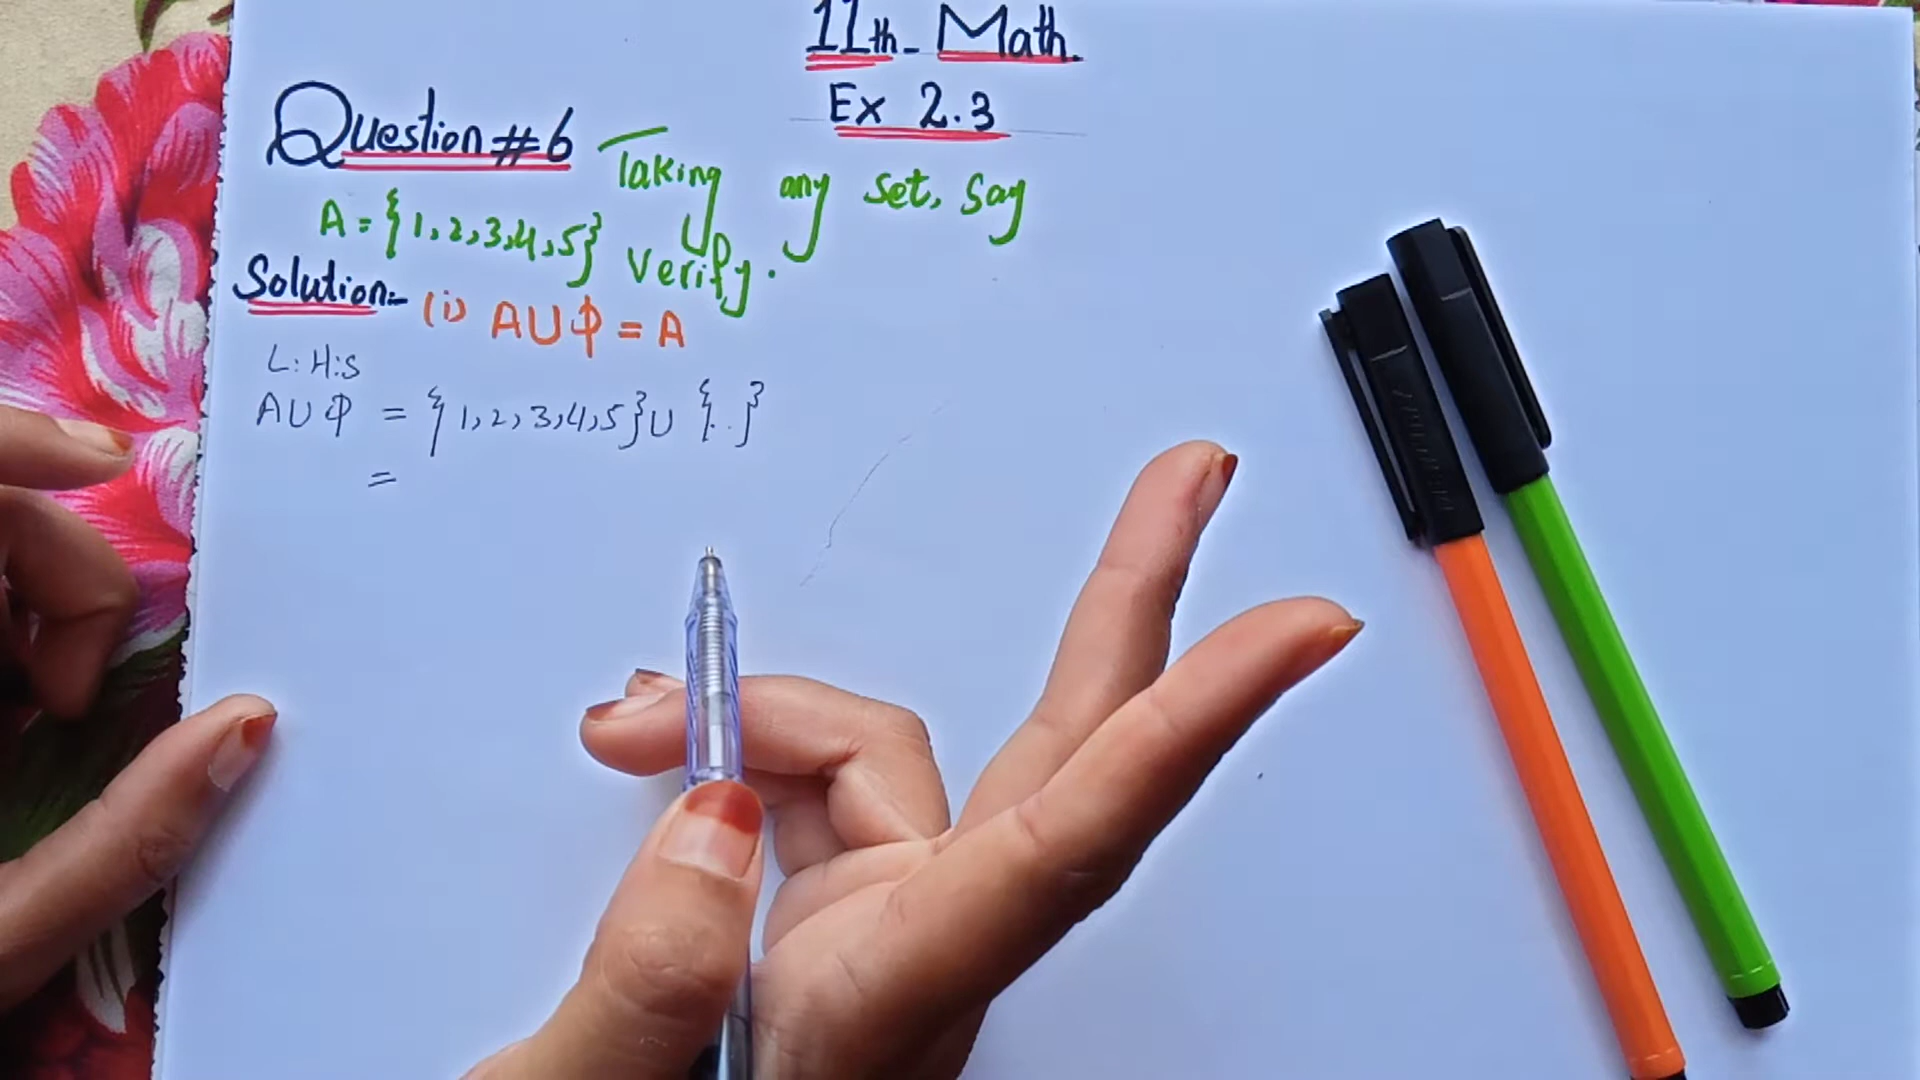 11th - Math.
Ex 2.3
Question #6 Taking any set, say
A = {1,2,3,4,5} verify.
Solution:- (i) A∪Φ = A
L:H:S
A∪Φ = {1,2,3,4,5} ∪ {..}
=